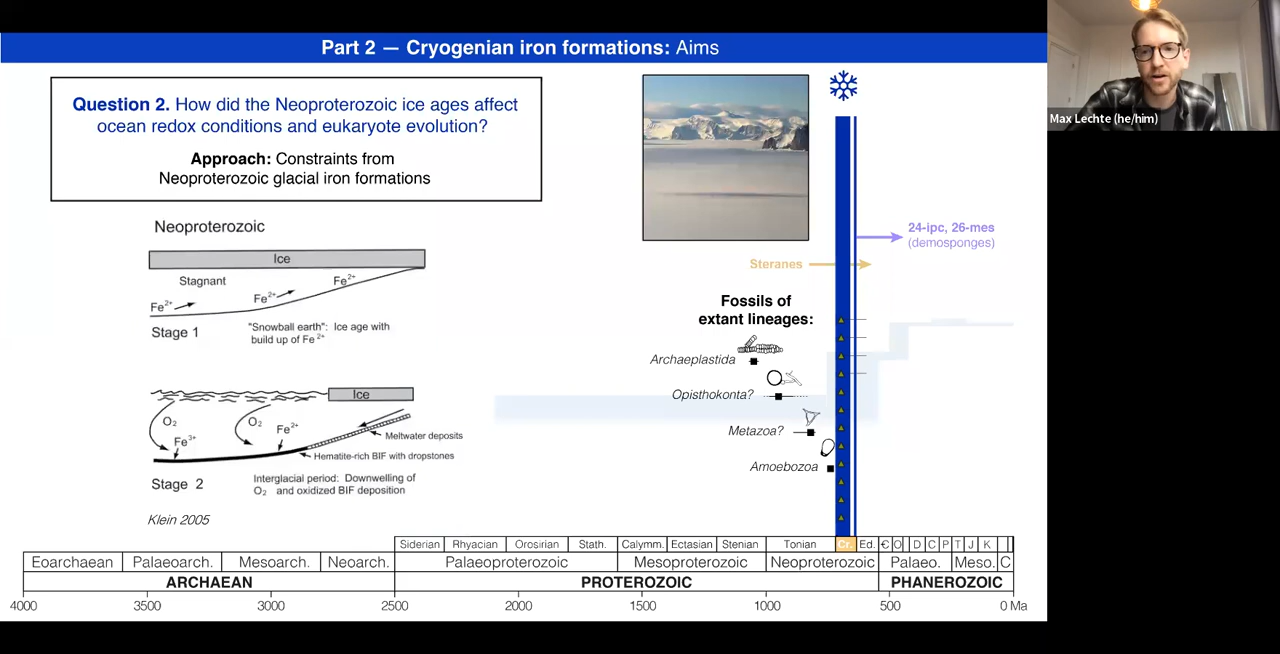 Part 2 — Cryogenian iron formations: Aims
Question 2. How did the Neoproterozoic ice ages affect
ocean redox conditions and eukaryote evolution?
Approach: Constraints from
Neoproterozoic glacial iron formations
Max Lechte (he/him)
Neoproterozoic
Ice
Stagnant
Fe2+
Fe2+
Fe2+
Stage 1
"Snowball earth": Ice age with
build up of Fe 2+
Ice
O2
O2
Fe2+
Fe3+
Meltwater deposits
Hematite-rich BIF with dropstones
Stage 2
Interglacial period: Downwelling of
O2 and oxidized BIF deposition
Klein 2005
24-ipc, 26-mes
(demosponges)
Steranes
Fossils of
extant lineages:
Archaeplastida
Opisthokonta?
Metazoa?
Amoebozoa
Siderian Rhyacian Orosirian Stath. Calymm. Ectasian Stenian Tonian Cr. Ed. Є O D C P T J K
Eoarchaean Palaeoarch. Mesoarch. Neoarch. Palaeoproterozoic Mesoproterozoic Neoproterozoic Palaeo. Meso. C
ARCHAEAN PROTEROZOIC PHANEROZOIC
4000 3500 3000 2500 2000 1500 1000 500 0 Ma